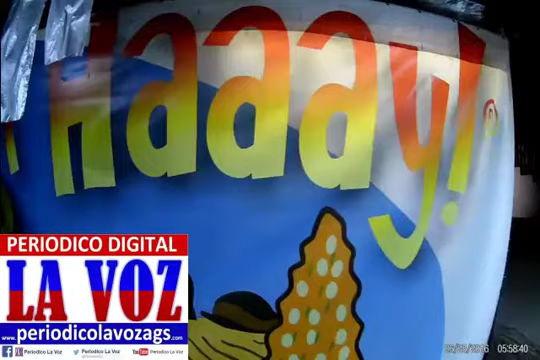 ¡Haaaay!
PERIODICO DIGITAL
LA VOZ
www.periodicolavozags.com
Periodico La Voz
Periodico La Voz
Periodico La Voz
05:58:40